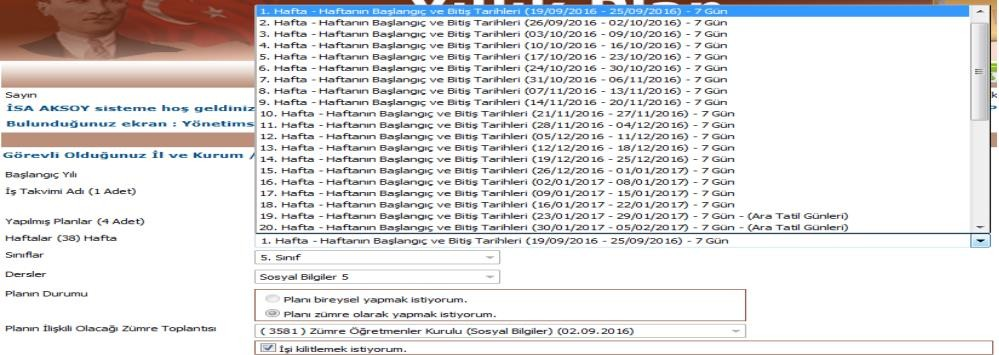 1. Hafta - Haftanın Başlangıç ve Bitiş Tarihleri (19/09/2016 - 25/09/2016) - 7 Gün
2. Hafta - Haftanın Başlangıç ve Bitiş Tarihleri (26/09/2016 - 02/10/2016) - 7 Gün
3. Hafta - Haftanın Başlangıç ve Bitiş Tarihleri (03/10/2016 - 09/10/2016) - 7 Gün
4. Hafta - Haftanın Başlangıç ve Bitiş Tarihleri (10/10/2016 - 16/10/2016) - 7 Gün
5. Hafta - Haftanın Başlangıç ve Bitiş Tarihleri (17/10/2016 - 23/10/2016) - 7 Gün
6. Hafta - Haftanın Başlangıç ve Bitiş Tarihleri (24/10/2016 - 30/10/2016) - 7 Gün
7. Hafta - Haftanın Başlangıç ve Bitiş Tarihleri (31/10/2016 - 06/11/2016) - 7 Gün
8. Hafta - Haftanın Başlangıç ve Bitiş Tarihleri (07/11/2016 - 13/11/2016) - 7 Gün
9. Hafta - Haftanın Başlangıç ve Bitiş Tarihleri (14/11/2016 - 20/11/2016) - 7 Gün
10. Hafta - Haftanın Başlangıç ve Bitiş Tarihleri (21/11/2016 - 27/11/2016) - 7 Gün
11. Hafta - Haftanın Başlangıç ve Bitiş Tarihleri (28/11/2016 - 04/12/2016) - 7 Gün
12. Hafta - Haftanın Başlangıç ve Bitiş Tarihleri (05/12/2016 - 11/12/2016) - 7 Gün
13. Hafta - Haftanın Başlangıç ve Bitiş Tarihleri (12/12/2016 - 18/12/2016) - 7 Gün
14. Hafta - Haftanın Başlangıç ve Bitiş Tarihleri (19/12/2016 - 25/12/2016) - 7 Gün
15. Hafta - Haftanın Başlangıç ve Bitiş Tarihleri (26/12/2016 - 01/01/2017) - 7 Gün
16. Hafta - Haftanın Başlangıç ve Bitiş Tarihleri (02/01/2017 - 08/01/2017) - 7 Gün
17. Hafta - Haftanın Başlangıç ve Bitiş Tarihleri (09/01/2017 - 15/01/2017) - 7 Gün
18. Hafta - Haftanın Başlangıç ve Bitiş Tarihleri (16/01/2017 - 22/01/2017) - 7 Gün
19. Hafta - Haftanın Başlangıç ve Bitiş Tarihleri (23/01/2017 - 29/01/2017) - 7 Gün - (Ara Tatil Günleri)
20. Hafta - Haftanın Başlangıç ve Bitiş Tarihleri (30/01/2017 - 05/02/2017) - 7 Gün - (Ara Tatil Günleri)
Sayın
İSA AKSOY sisteme hoş geldiniz
Bulunduğunuz ekran : Yönetims
Görevli Olduğunuz İl ve Kurum /
Başlangıç Yılı
İş Takvimi Adı (1 Adet)
Yapılmış Planlar (4 Adet)
Haftalar (38) Hafta
1. Hafta - Haftanın Başlangıç ve Bitiş Tarihleri (19/09/2016 - 25/09/2016) - 7 Gün
Sınıflar
5. Sınıf
Dersler
Sosyal Bilgiler 5
Planın Durumu
Planı bireysel yapmak istiyorum.
Planı zümre olarak yapmak istiyorum.
Planın İlişkili Olacağı Zümre Toplantısı
( 3581 ) Zümre Öğretmenler Kurulu (Sosyal Bilgiler) (02.09.2016)
İşi kilitlemek istiyorum.